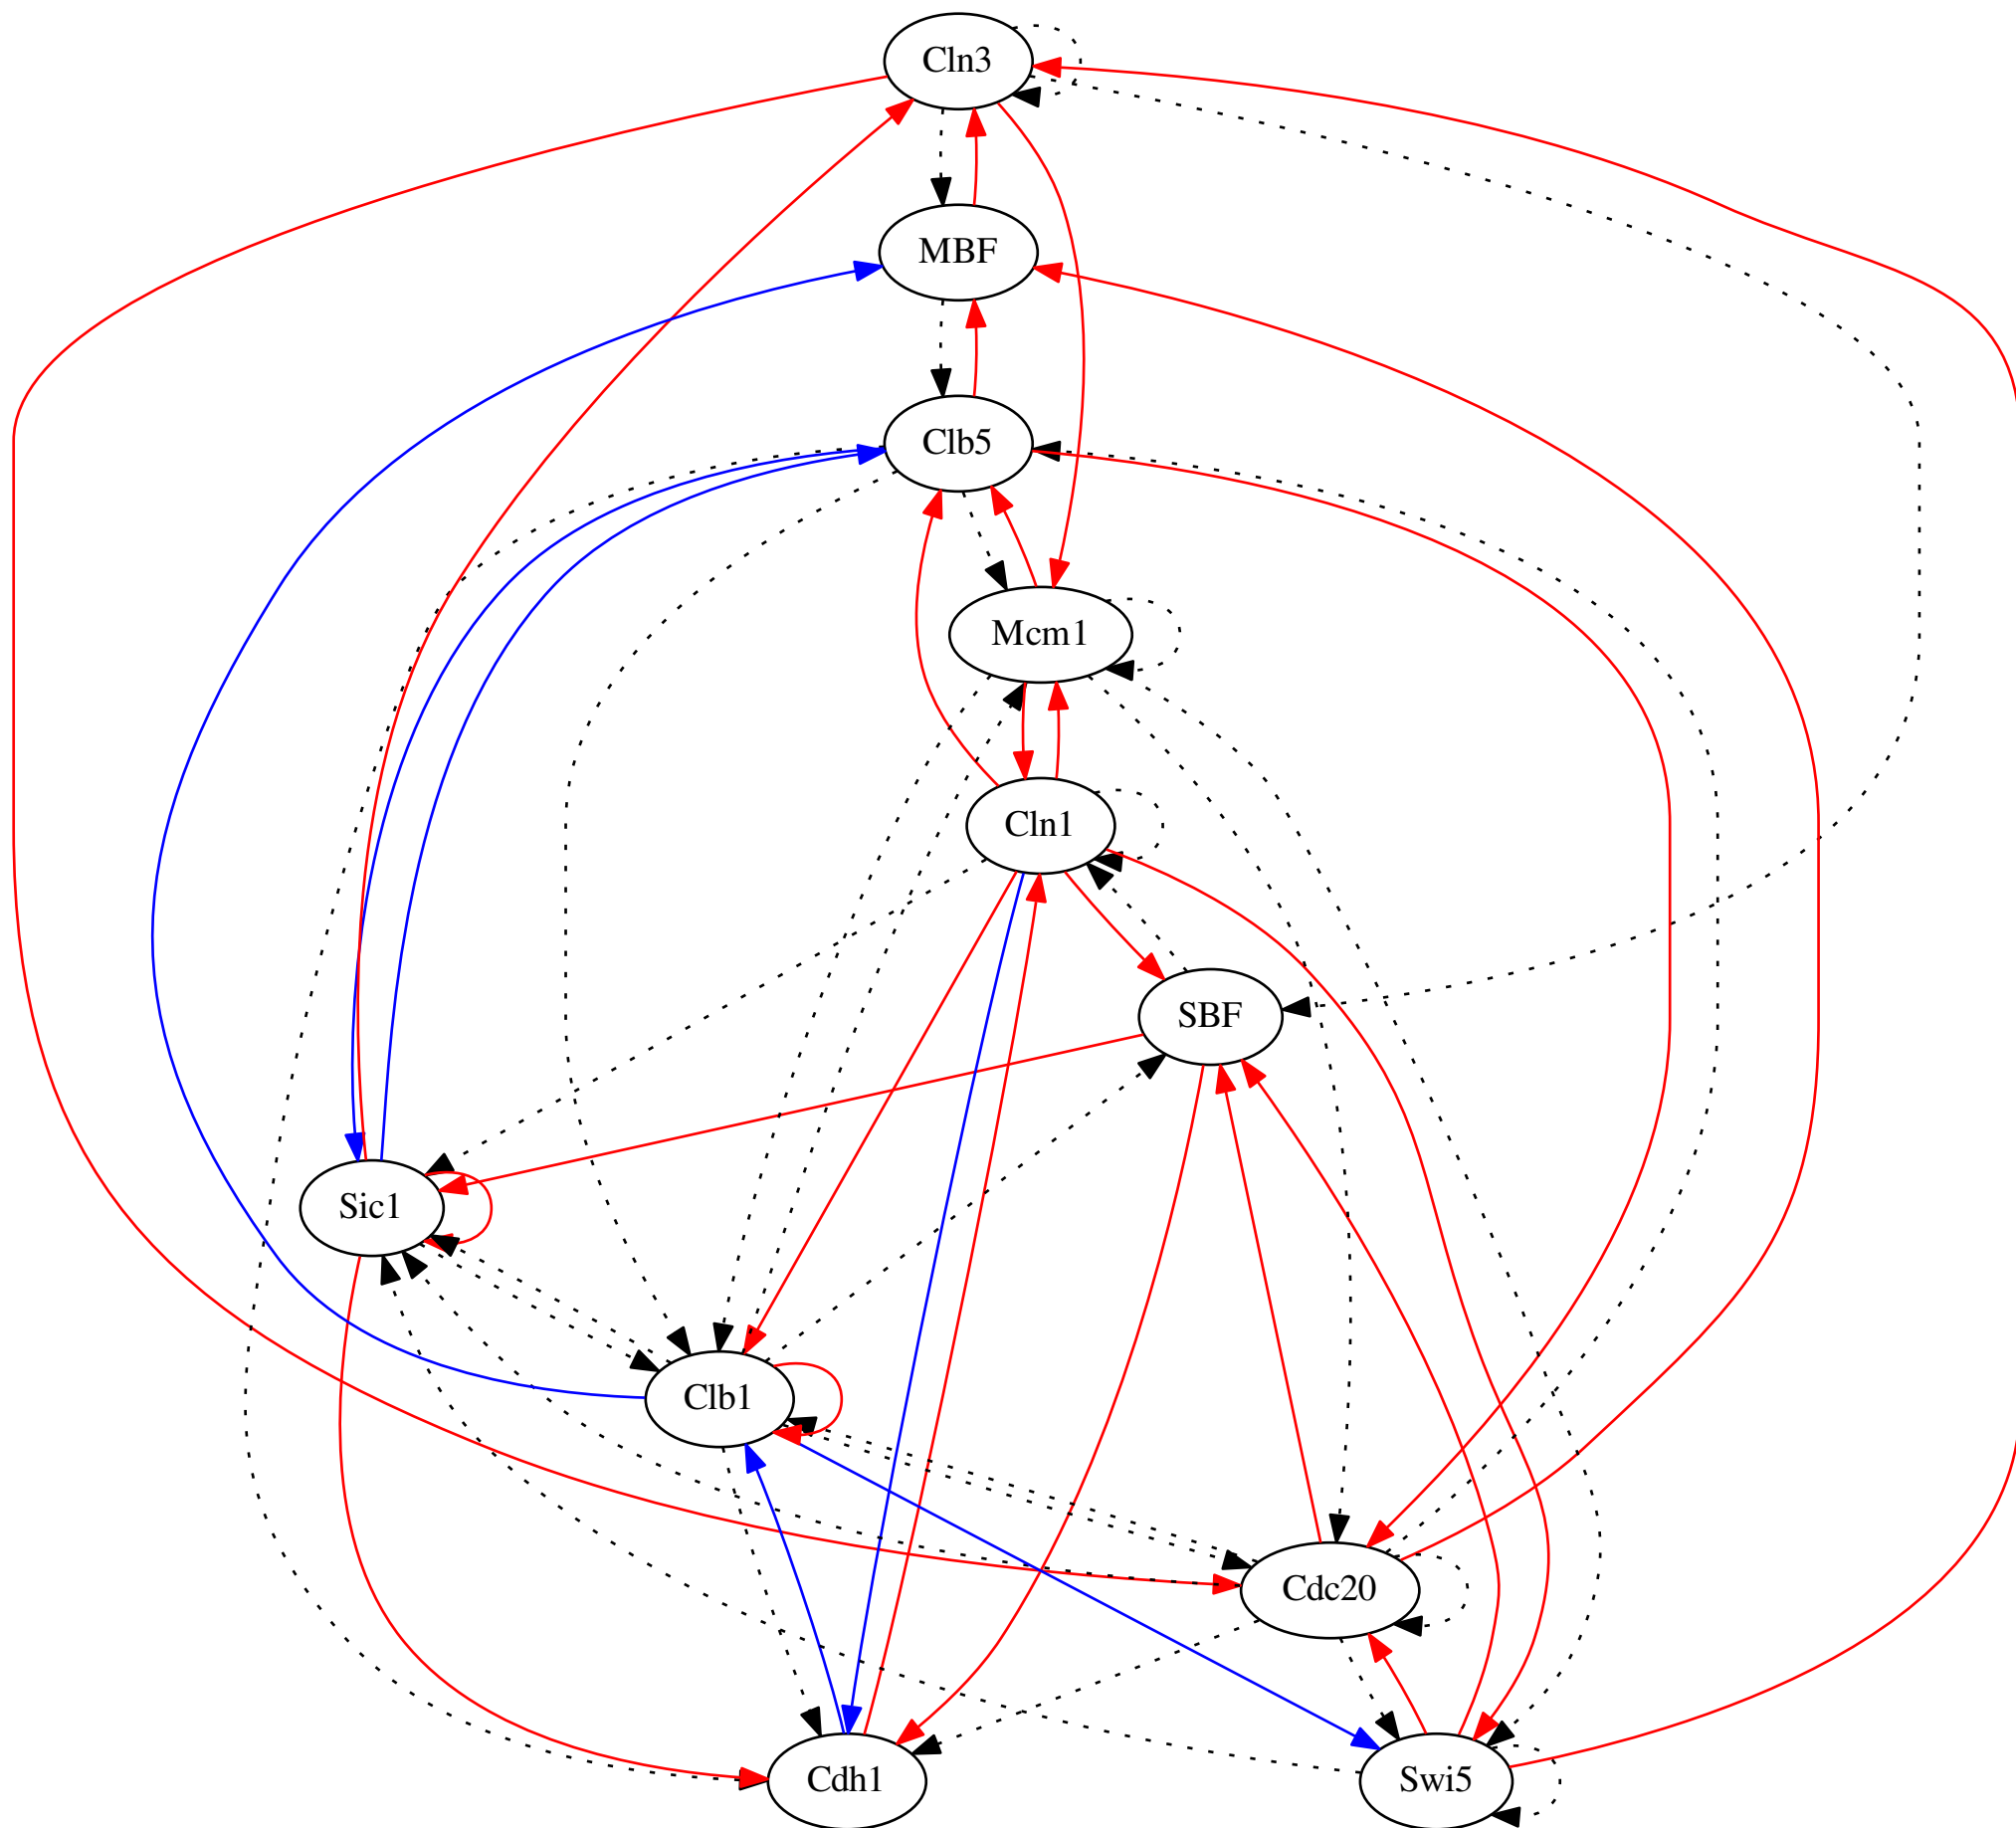 Cln3
MBF
Clb5
Mcm1
Cln1
SBF
Sic1
Clb1
Cdc20
Cdh1
Swi5